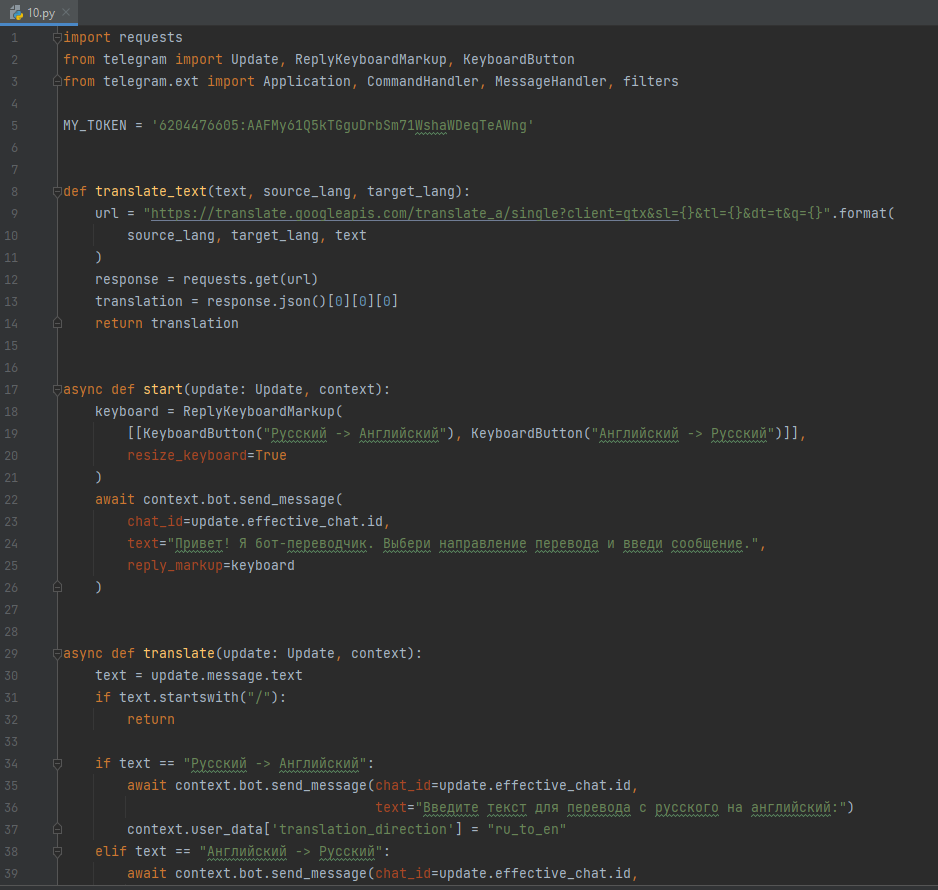 10.py
1 import requests
2 from telegram import Update, ReplyKeyboardMarkup, KeyboardButton
3 from telegram.ext import Application, CommandHandler, MessageHandler, filters
4
5 MY_TOKEN = '6204476605:AAFMy61Q5kTGguDrbSm71WshaWDeqTeAWng'
6
7
8 def translate_text(text, source_lang, target_lang):
9     url = "https://translate.googleapis.com/translate_a/single?client=gtx&sl={}&tl={}&dt=t&q={}".format(
10         source_lang, target_lang, text
11     )
12     response = requests.get(url)
13     translation = response.json()[0][0][0]
14     return translation
15
16
17 async def start(update: Update, context):
18     keyboard = ReplyKeyboardMarkup(
19         [[KeyboardButton("Русский -> Английский"), KeyboardButton("Английский -> Русский")]],
20         resize_keyboard=True
21     )
22     await context.bot.send_message(
23         chat_id=update.effective_chat.id,
24         text="Привет! Я бот-переводчик. Выбери направление перевода и введи сообщение.",
25         reply_markup=keyboard
26     )
27
28
29 async def translate(update: Update, context):
30     text = update.message.text
31     if text.startswith("/"):
32         return
33
34     if text == "Русский -> Английский":
35         await context.bot.send_message(chat_id=update.effective_chat.id,
36                                        text="Введите текст для перевода с русского на английский:")
37         context.user_data['translation_direction'] = "ru_to_en"
38     elif text == "Английский -> Русский":
39         await context.bot.send_message(chat_id=update.effective_chat.id,